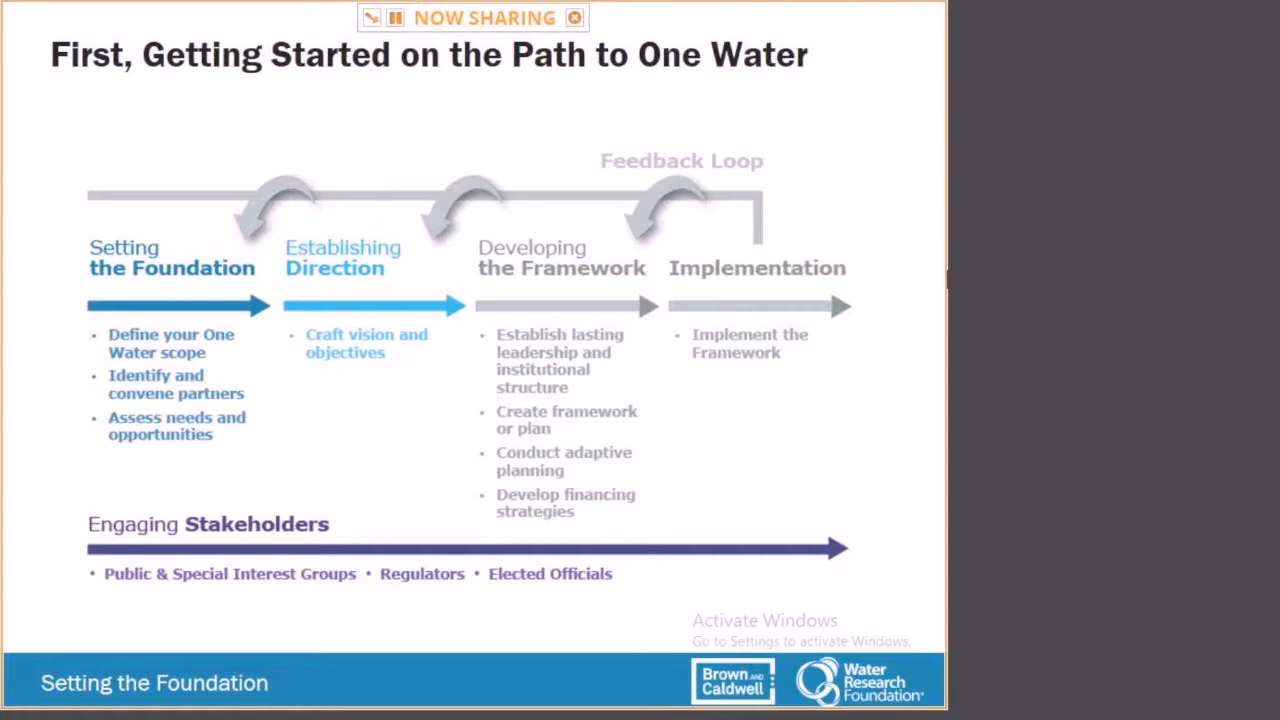 NOW SHARING
First, Getting Started on the Path to One Water
Feedback Loop
Setting
the Foundation
• Define your One
Water scope
• Identify and
convene partners
• Assess needs and
opportunities
Establishing
Direction
• Craft vision and
objectives
Developing
the Framework
• Establish lasting
leadership and
institutional
structure
• Create framework
or plan
• Conduct adaptive
planning
• Develop financing
strategies
Implementation
• Implement the
Framework
Engaging Stakeholders
• Public & Special Interest Groups • Regulators • Elected Officials
Activate Windows
Go to Settings to activate Windows.
Setting the Foundation
Brown AND
Caldwell
Water
Research
Foundation